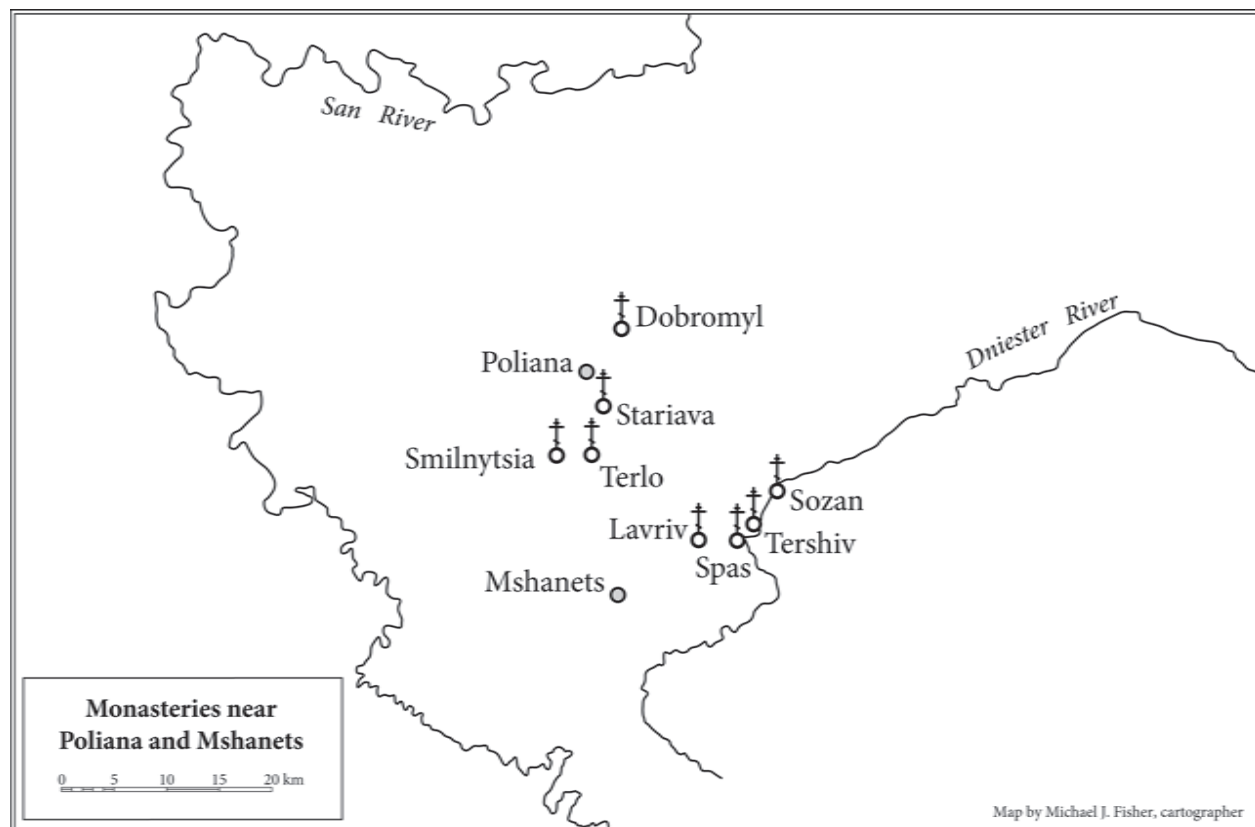 San River
Dobromyl
Dniester River
Poliana
Stariava
Smilnytsia
Terlo
Sozan
Lavriv
Tershiv
Spas
Mshanets
Monasteries near
Poliana and Mshanets
0 5 10 15 20 km
Map by Michael J. Fisher, cartographer